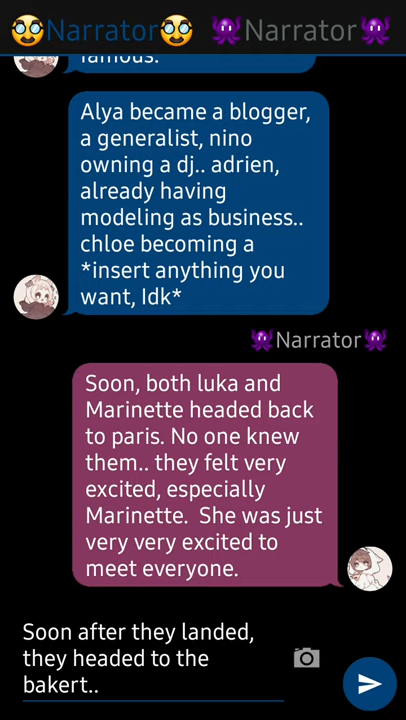 🥸Narrator🥸 🐙Narrator🐙
famous.
Alya became a blogger,
a generalist, nino
owning a dj.. adrien,
already having
modeling as business..
chloe becoming a
*insert anything you
want, Idk*
🐙Narrator🐙
Soon, both luka and
Marinette headed back
to paris. No one knew
them.. they felt very
excited, especially
Marinette. She was just
very very excited to
meet everyone.
Soon after they landed,
they headed to the
bakert..